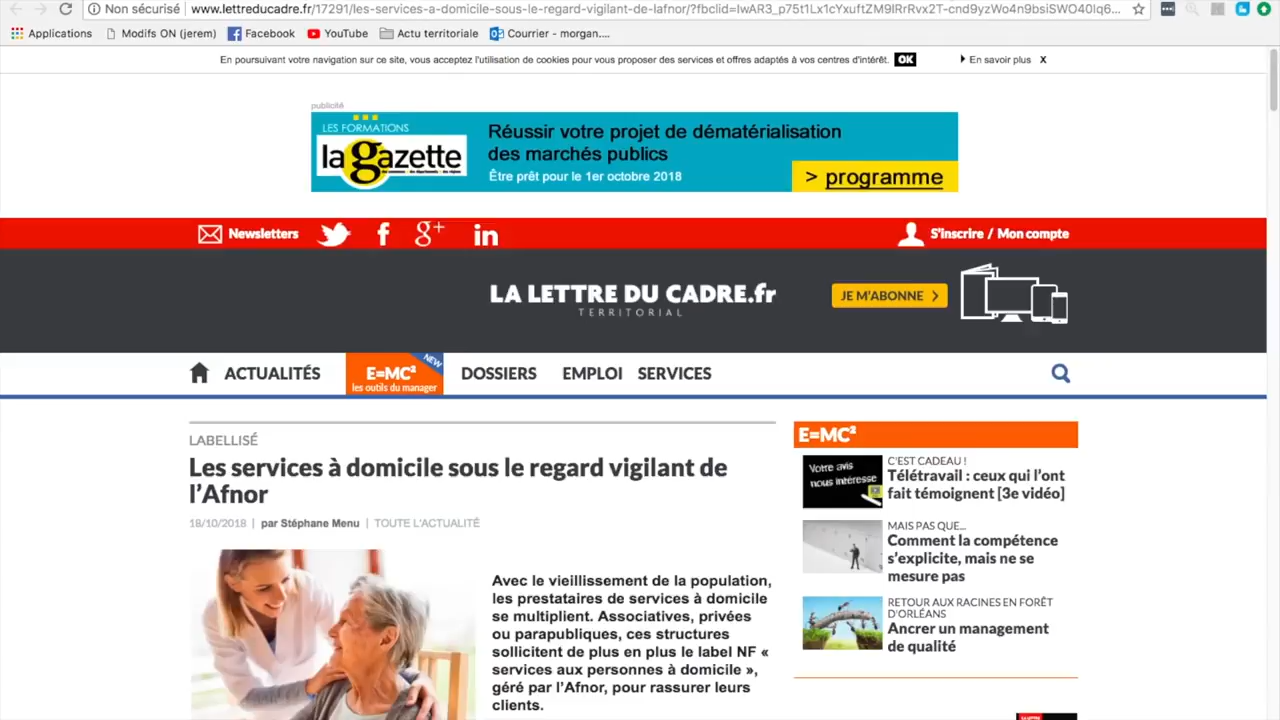 Non sécurisé
www.lettreducadre.fr/17291/les-services-a-domicile-sous-le-regard-vigilant-de-lafnor/?fbclid=
Applications
Modifs ON (jerem)
Facebook
YouTube
Actu territoriale
Courrier - morgan....
En poursuivant votre navigation sur ce site, vous acceptez l'utilisation de cookies pour vous proposer des services et offres adaptés à vos centres d'intérêt. OK
En savoir plus X
publicité
LES FORMATIONS
la gazette
Réussir votre projet de dématérialisation
des marchés publics
Être prêt pour le 1er octobre 2018
> programme
Newsletters
f
g+
in
S'inscrire / Mon compte
LA LETTRE DU CADRE.fr
TERRITORIAL
JE M'ABONNE
ACTUALITÉS
E=MC²
les outils du manager
NEW
DOSSIERS
EMPLOI
SERVICES
LABELLISÉ
Les services à domicile sous le regard vigilant de
l'Afnor
18/10/2018 | par Stéphane Menu | TOUTE L'ACTUALITÉ
Avec le vieillissement de la population,
les prestataires de services à domicile
se multiplient. Associatives, privées
ou parapubliques, ces structures
sollicitent de plus en plus le label NF «
services aux personnes à domicile »,
géré par l'Afnor, pour rassurer leurs
clients.
E=MC²
Votre avis
nous intéresse
C'EST CADEAU !
Télétravail : ceux qui l'ont
fait témoignent [3e vidéo]
MAIS PAS QUE...
Comment la compétence
s'explicite, mais ne se
mesure pas
RETOUR AUX RACINES EN FORÊT
D'ORLÉANS
Ancrer un management
de qualité